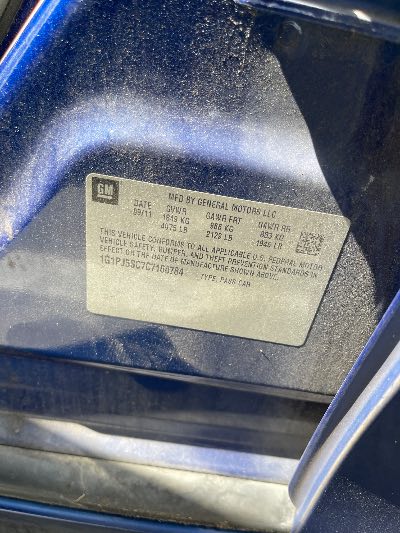 GM
MFD BY GENERAL MOTORS LLC
DATE GVWR GAWR FRT GAWR RR
09/11 1849 KG 966 KG 883 KG
4075 LB 2129 LB 1946 LB
THIS VEHICLE CONFORMS TO ALL APPLICABLE U.S. FEDERAL MOTOR
VEHICLE SAFETY, BUMPER, AND THEFT PREVENTION STANDARDS IN
EFFECT ON THE DATE OF MANUFACTURE SHOWN ABOVE.
TYPE: PASS CAR